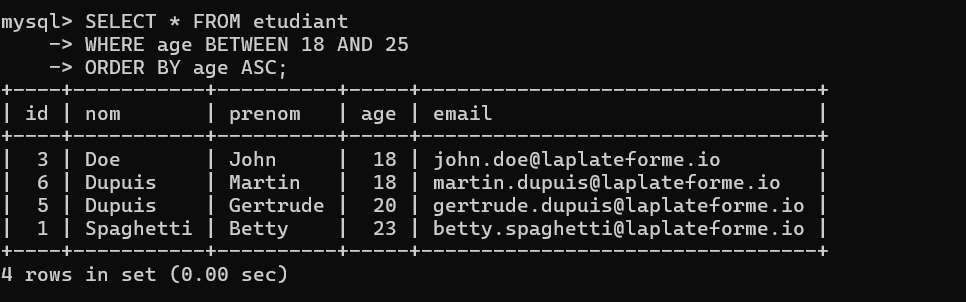 mysql> SELECT * FROM etudiant
    -> WHERE age BETWEEN 18 AND 25
    -> ORDER BY age ASC;
+----+-----------+----------+-----+--------------------------------+
| id | nom       | prenom   | age | email                          |
+----+-----------+----------+-----+--------------------------------+
|  3 | Doe       | John     |  18 | john.doe@laplateforme.io        |
|  6 | Dupuis    | Martin   |  18 | martin.dupuis@laplateforme.io   |
|  5 | Dupuis    | Gertrude |  20 | gertrude.dupuis@laplateforme.io |
|  1 | Spaghetti | Betty    |  23 | betty.spaghetti@laplateforme.io |
+----+-----------+----------+-----+--------------------------------+
4 rows in set (0.00 sec)